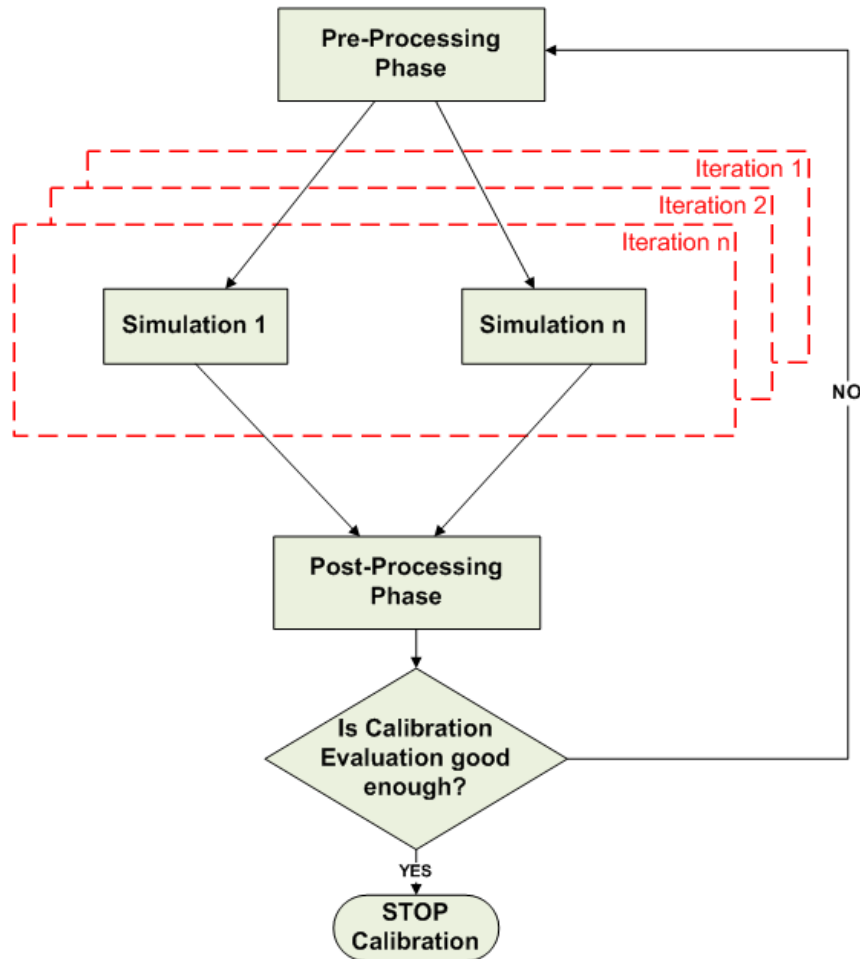 Pre-Processing
Phase
Iteration 1
Iteration 2
Iteration n
Simulation 1
Simulation n
NO
Post-Processing
Phase
Is Calibration
Evaluation good
enough?
YES
STOP
Calibration